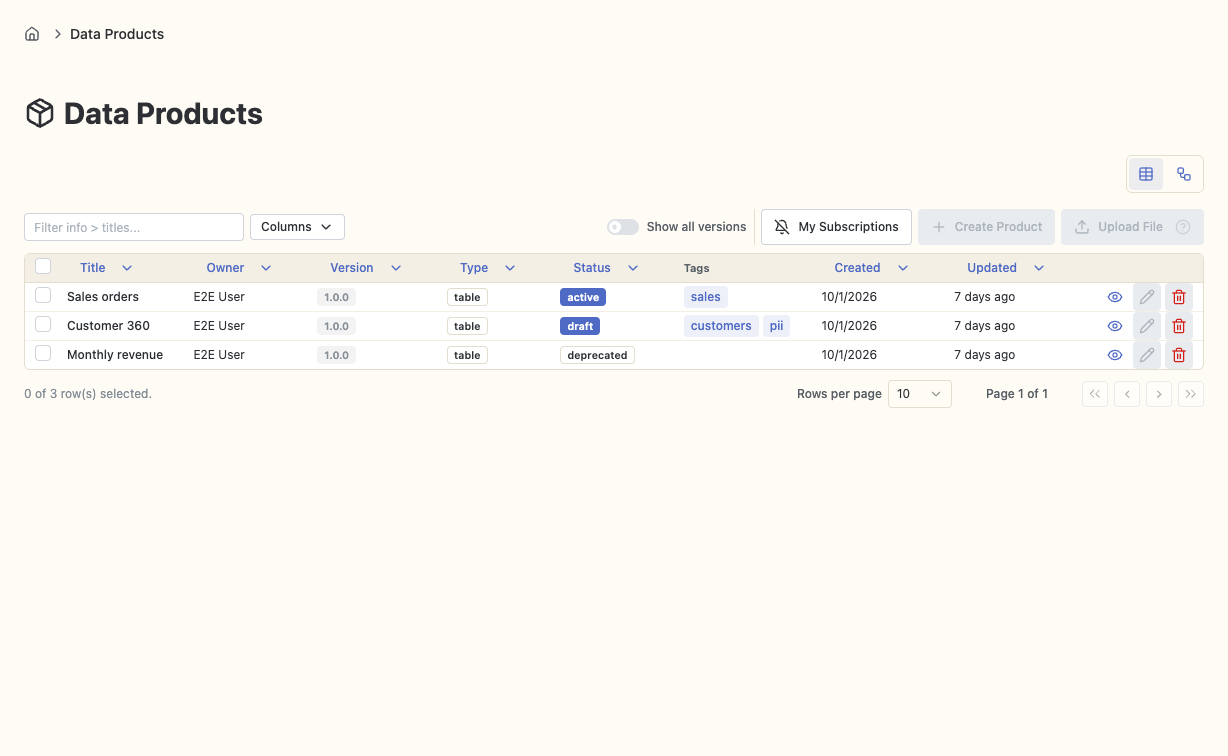 Data Products
Data Products
Filter info > titles...
Columns
Show all versions
My Subscriptions
Create Product
Upload File
Title Owner Version Type Status Tags Created Updated
Sales orders E2E User 1.0.0 table active sales 10/1/2026 7 days ago
Customer 360 E2E User 1.0.0 table draft customers pii 10/1/2026 7 days ago
Monthly revenue E2E User 1.0.0 table deprecated 10/1/2026 7 days ago
0 of 3 row(s) selected.
Rows per page 10 Page 1 of 1